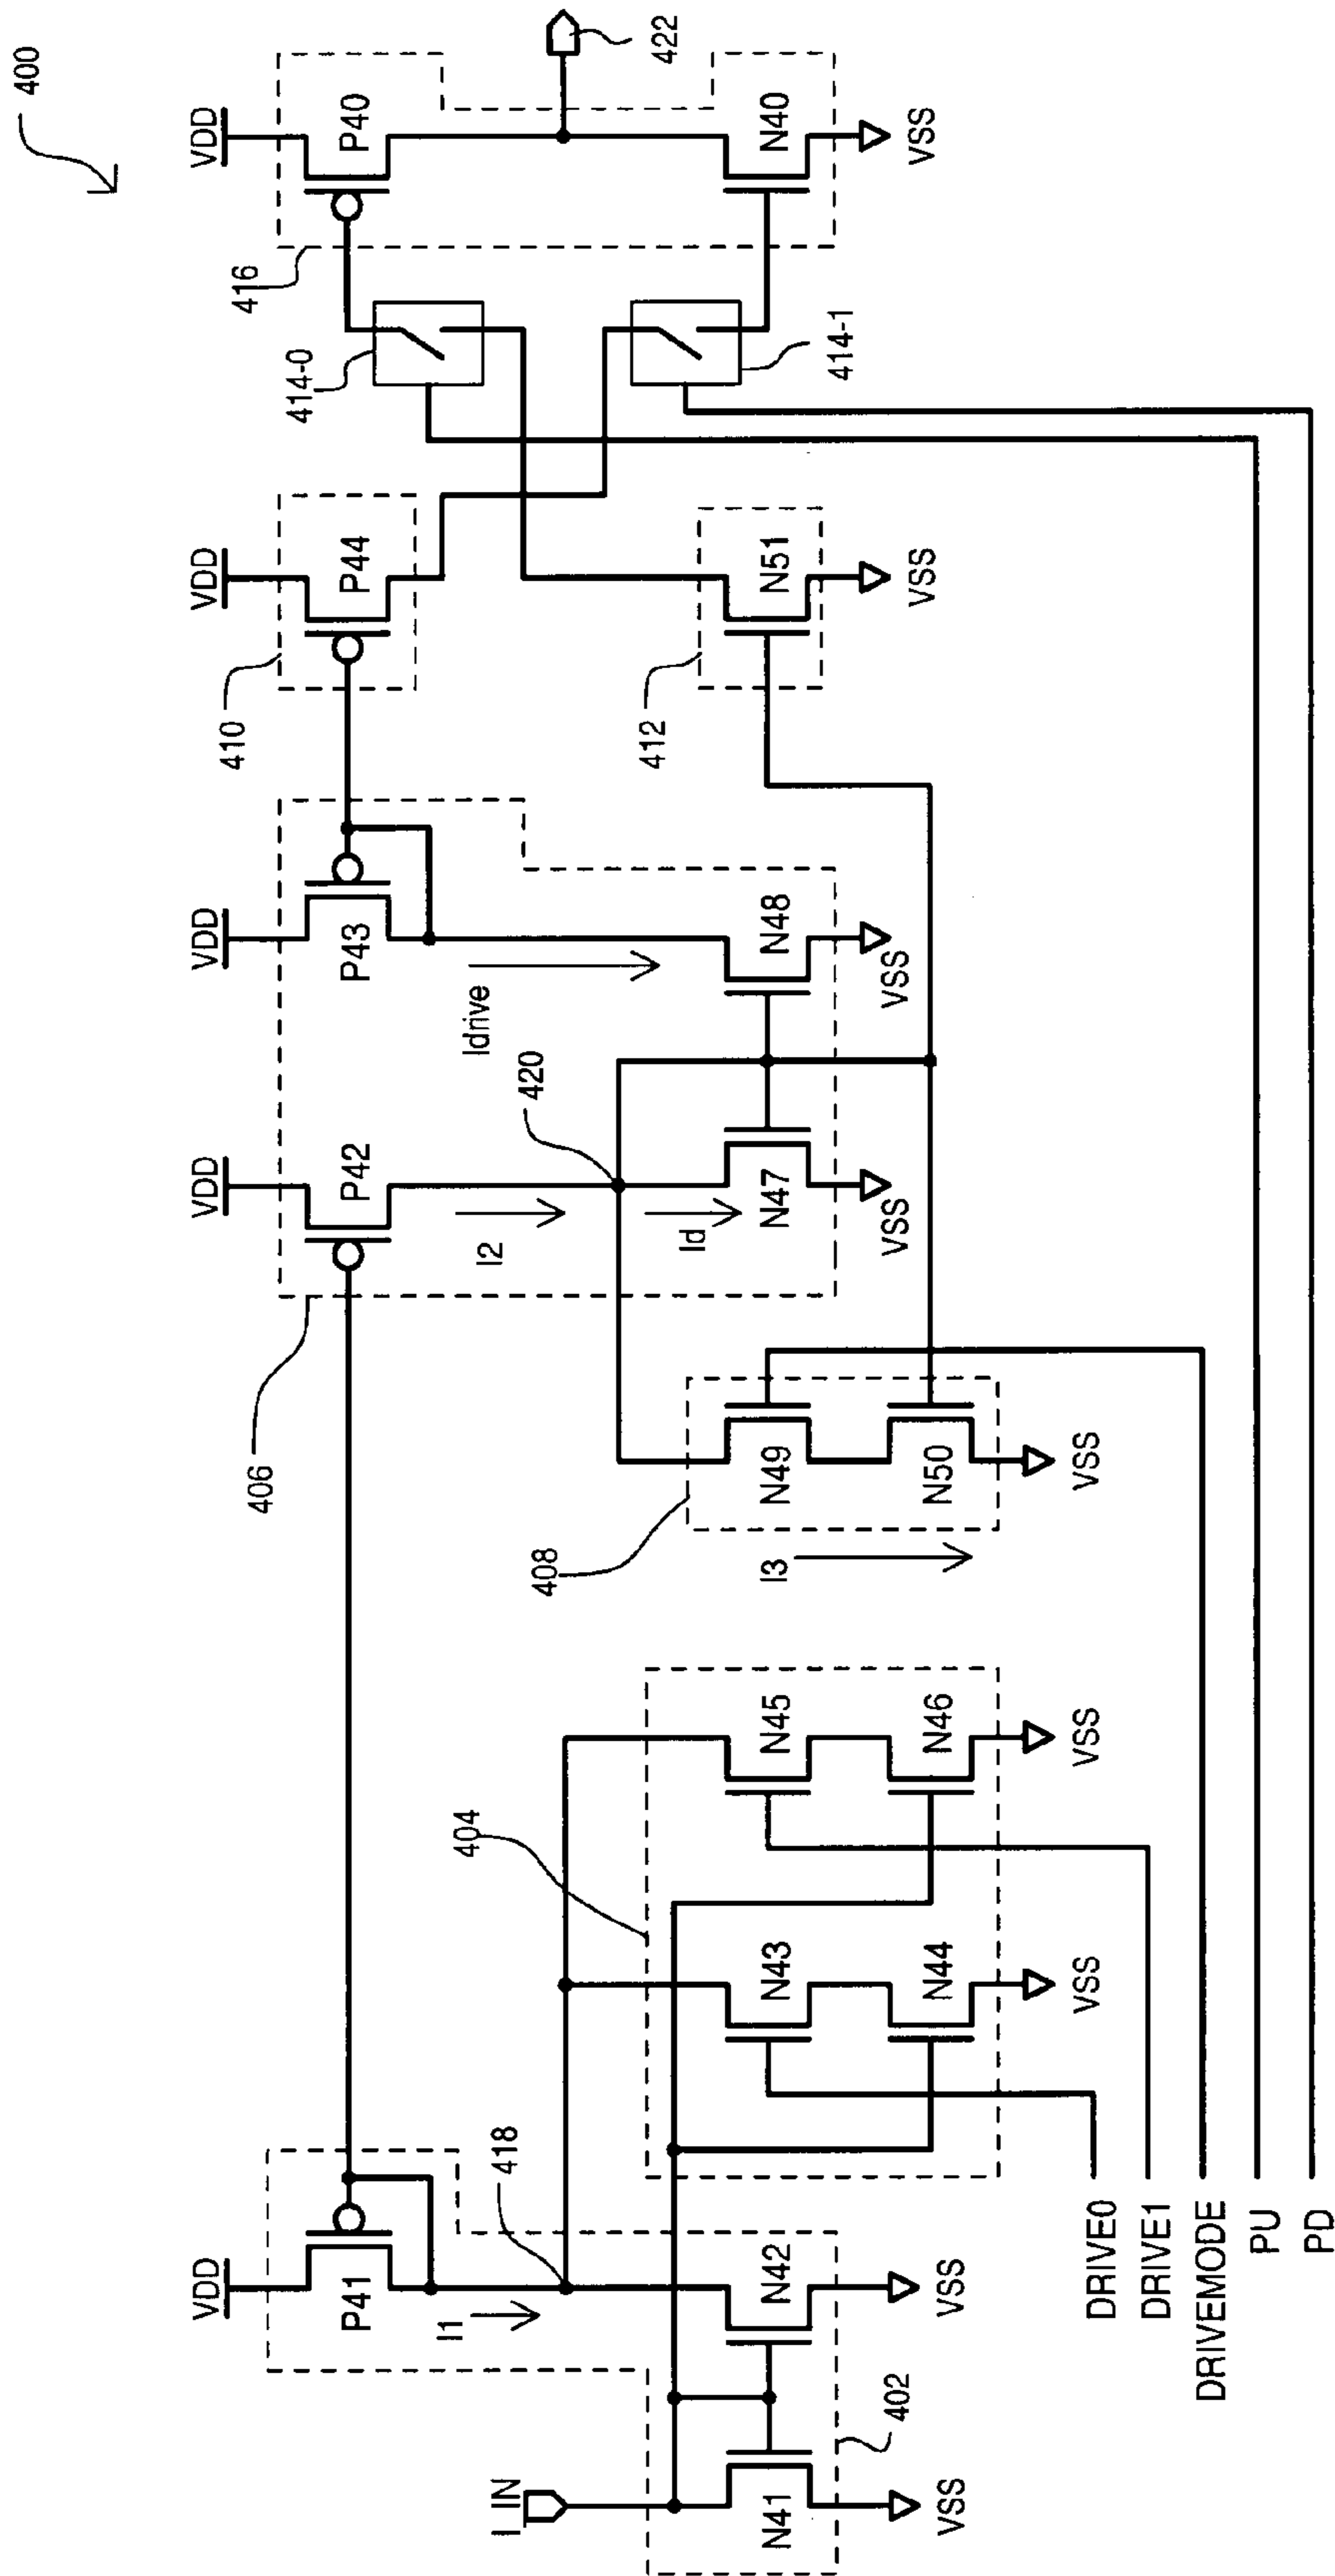 400
VDD
VDD
VDD
VDD
VDD
P41
P42
P43
P44
P40
406
410
416
414-0
422
I1
418
I2
Idrive
420
404
I_IN
Id
N41
N42
N43
N45
N49
N47
N48
N51
N40
412
414-1
408
I3
N44
N46
N50
402
VSS
VSS
VSS
VSS
VSS
VSS
VSS
VSS
VSS
VSS
DRIVE0
DRIVE1
DRIVEMODE
PU
PD